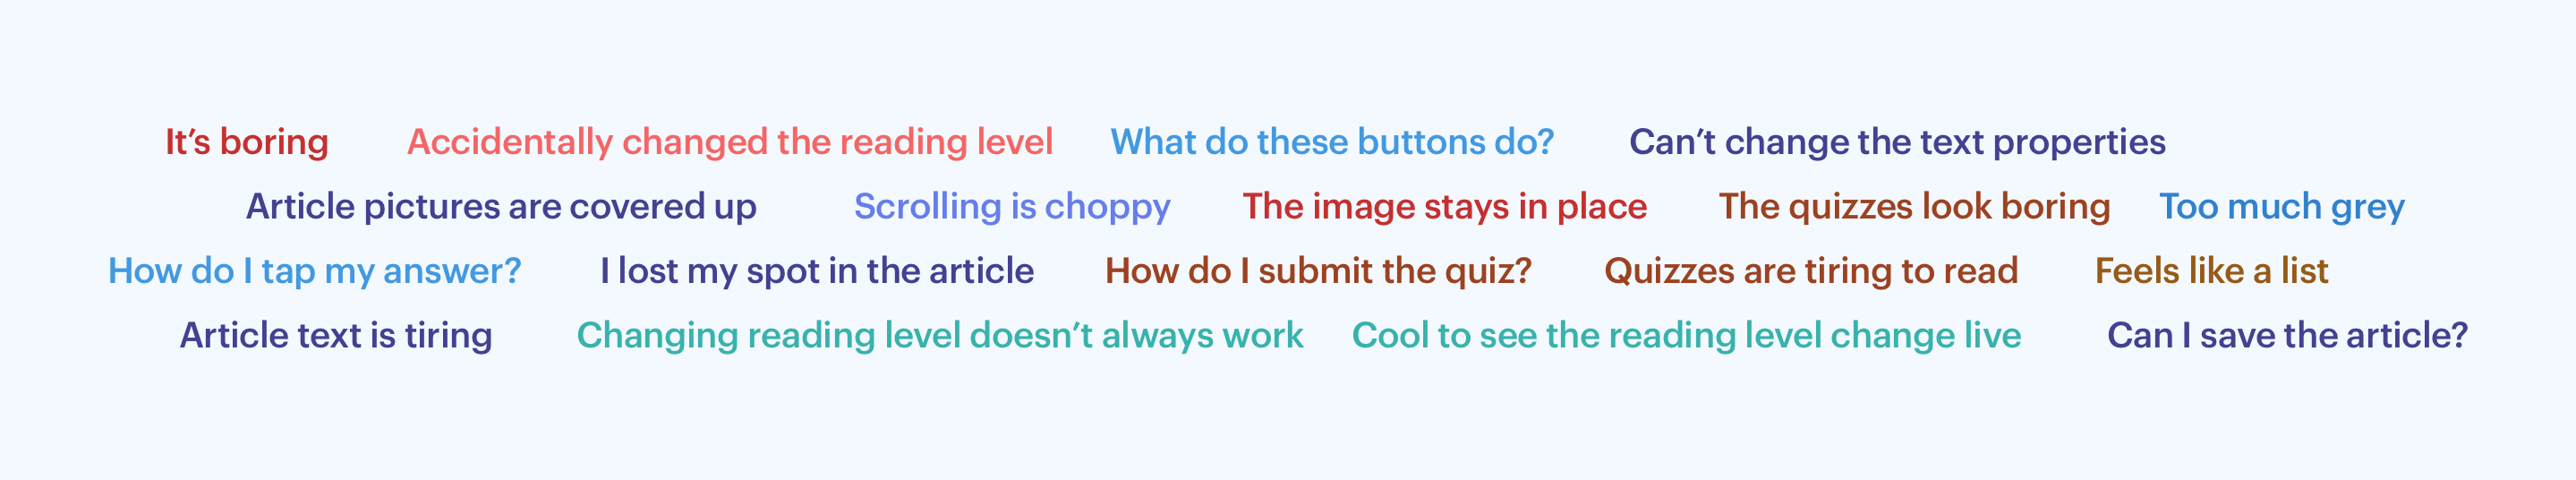 It’s boring Accidentally changed the reading level What do these buttons do? Can’t change the text properties
Article pictures are covered up Scrolling is choppy The image stays in place The quizzes look boring Too much grey
How do I tap my answer? I lost my spot in the article How do I submit the quiz? Quizzes are tiring to read Feels like a list
Article text is tiring Changing reading level doesn’t always work Cool to see the reading level change live Can I save the article?